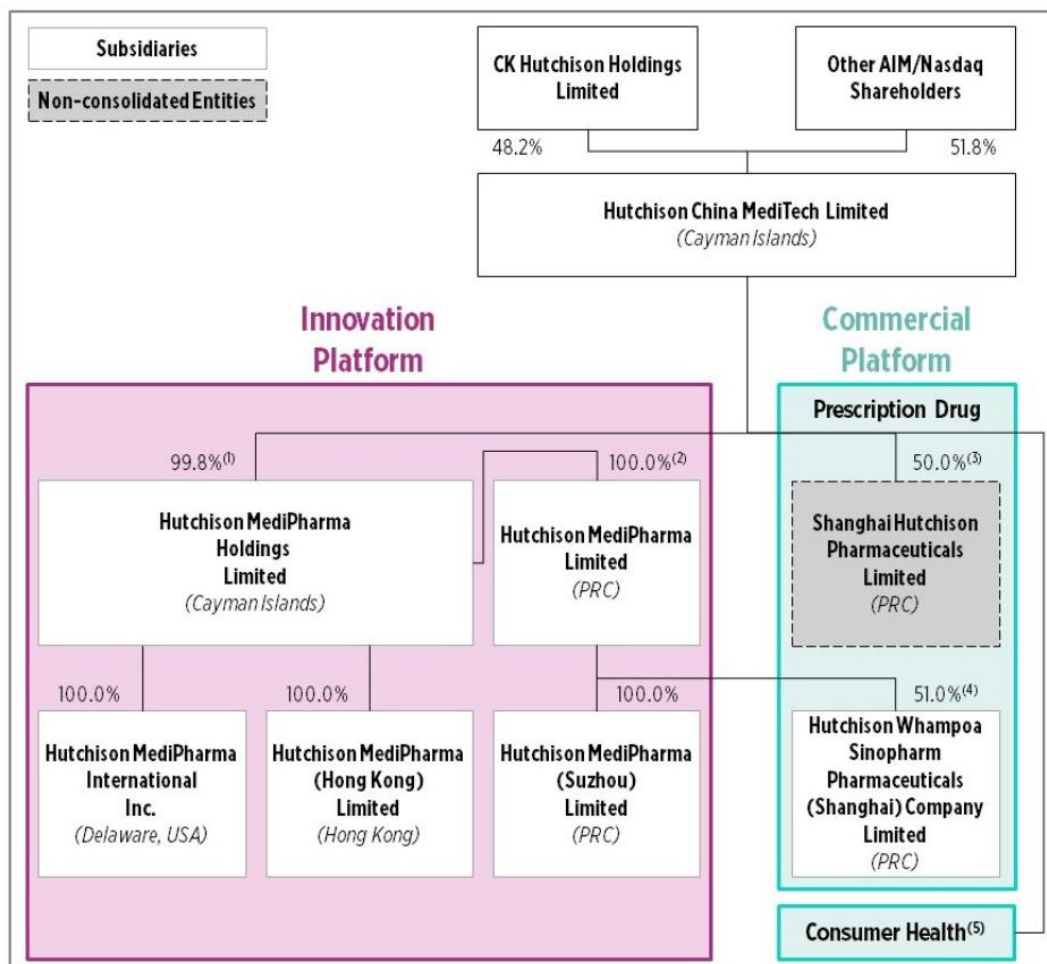 Subsidiaries
Non-consolidated Entities
CK Hutchison Holdings
Limited
Other AIM/Nasdaq
Shareholders
48.2%
51.8%
Hutchison China MediTech Limited
(Cayman Islands)
Innovation
Platform
Commercial
Platform
Prescription Drug
99.8%(1)
100.0%(2)
50.0%(3)
Hutchison MediPharma
Holdings
Limited
(Cayman Islands)
Hutchison MediPharma
Limited
(PRC)
Shanghai Hutchison
Pharmaceuticals
Limited
(PRC)
100.0%
100.0%
100.0%
51.0%(4)
Hutchison MediPharma
International
Inc.
(Delaware, USA)
Hutchison MediPharma
(Hong Kong)
Limited
(Hong Kong)
Hutchison MediPharma
(Suzhou)
Limited
(PRC)
Hutchison Whampoa
Sinopharm
Pharmaceuticals
(Shanghai) Company
Limited
(PRC)
Consumer Health(5)